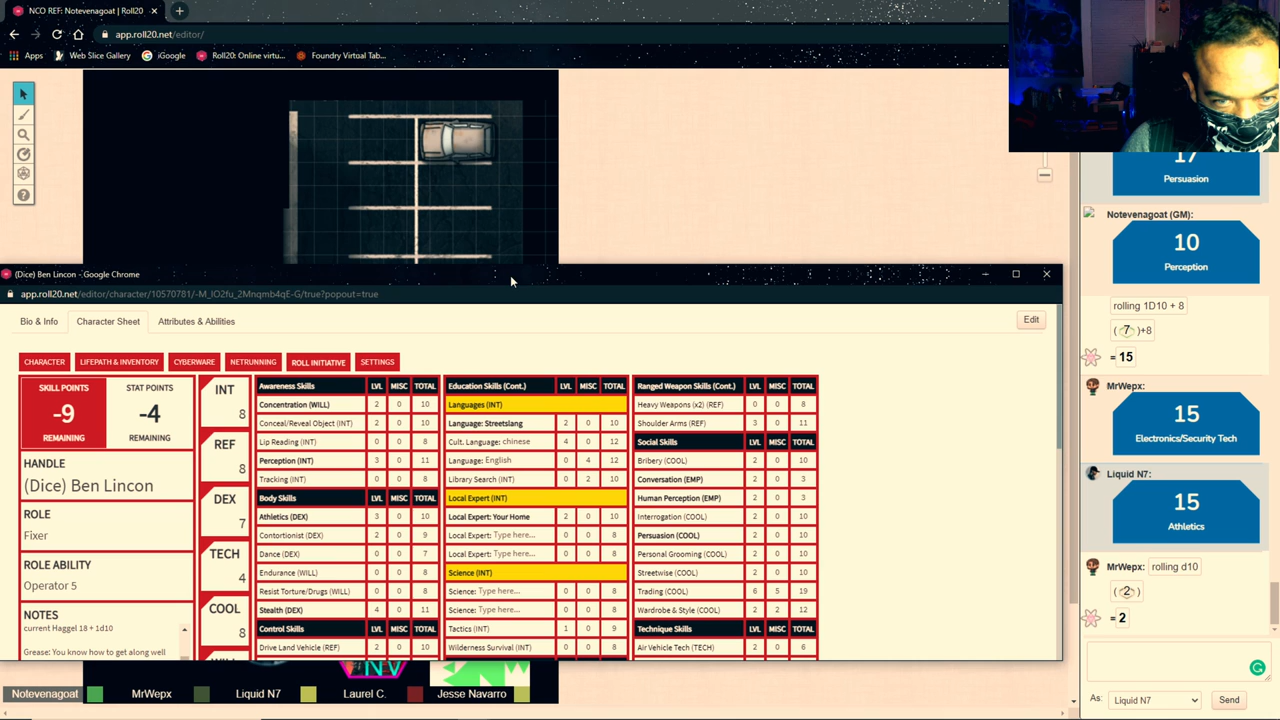 NCO REF: Notevenagoat | Roll20
app.roll20.net/editor/
Apps Web Slice Gallery iGoogle Roll20: Online virtu... Foundry Virtual Tab...
17
Persuasion
Notevenagoat (GM):
10
Perception
rolling 1D10 + 8
(7)+8
= 15
MrWepx:
15
Electronics/Security Tech
Liquid N7:
15
Athletics
MrWepx: rolling d10
(2)
= 2
As: Liquid N7 Send
(Dice) Ben Lincon - Google Chrome
app.roll20.net/editor/character/10570781/-M_IO2fu_2Mnqmb4qE-G/true?popout=true
Bio & Info Character Sheet Attributes & Abilities Edit
CHARACTER LIFEPATH & INVENTORY CYBERWARE NETRUNNING ROLL INITIATIVE SETTINGS
SKILL POINTS STAT POINTS
-9 -4
REMAINING REMAINING
HANDLE
(Dice) Ben Lincon
ROLE
Fixer
ROLE ABILITY
Operator 5
NOTES
current Haggel 18 + 1d10
Grease: You know how to get along well
INT
8
REF
8
DEX
7
TECH
4
COOL
8
Awareness Skills LVL MISC TOTAL
Concentration (WILL) 2 0 10
Conceal/Reveal Object (INT) 2 0 10
Lip Reading (INT) 0 0 8
Perception (INT) 3 0 11
Tracking (INT) 0 0 8
Body Skills LVL MISC TOTAL
Athletics (DEX) 3 0 10
Contortionist (DEX) 2 0 9
Dance (DEX) 0 0 7
Endurance (WILL) 0 0 8
Resist Torture/Drugs (WILL) 0 0 8
Stealth (DEX) 4 0 11
Control Skills LVL MISC TOTAL
Drive Land Vehicle (REF) 2 0 10
Education Skills (Cont.) LVL MISC TOTAL
Languages (INT)
Language: Streetslang 2 0 10
Cult. Language: chinese 4 0 12
Language: English 0 4 12
Library Search (INT) 0 2 10
Local Expert (INT)
Local Expert: Your Home 2 0 10
Local Expert: Type here... 0 0 8
Local Expert: Type here... 0 0 8
Science (INT)
Science: Type here... 0 0 8
Science: Type here... 0 0 8
Tactics (INT) 1 0 9
Wilderness Survival (INT) 0 0 8
Ranged Weapon Skills (Cont.) LVL MISC TOTAL
Heavy Weapons (x2) (REF) 0 0 8
Shoulder Arms (REF) 3 0 11
Social Skills LVL MISC TOTAL
Bribery (COOL) 2 0 10
Conversation (EMP) 2 0 3
Human Perception (EMP) 2 0 3
Interrogation (COOL) 2 0 10
Persuasion (COOL) 2 0 10
Personal Grooming (COOL) 2 0 10
Streetwise (COOL) 2 0 10
Trading (COOL) 6 5 19
Wardrobe & Style (COOL) 2 2 12
Technique Skills LVL MISC TOTAL
Air Vehicle Tech (TECH) 2 0 6
Notevenagoat MrWepx Liquid N7 Laurel C. Jesse Navarro